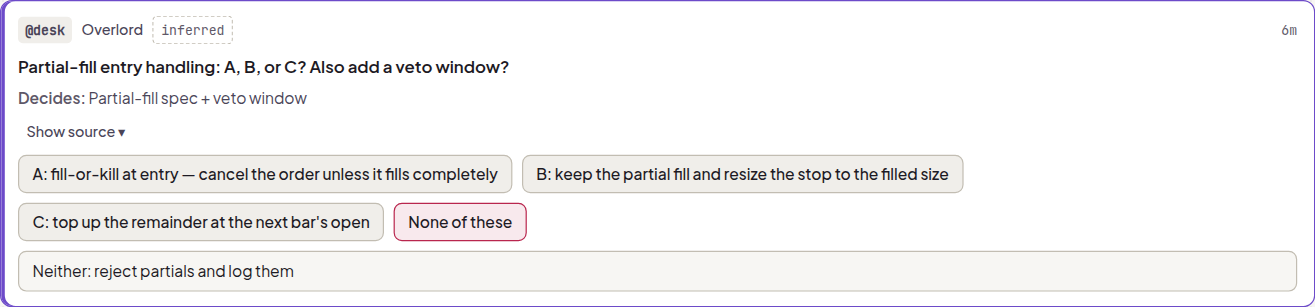 @desk Overlord inferred 6m
Partial-fill entry handling: A, B, or C? Also add a veto window?
Decides: Partial-fill spec + veto window
Show source ▾
A: fill-or-kill at entry — cancel the order unless it fills completely B: keep the partial fill and resize the stop to the filled size
C: top up the remainder at the next bar's open None of these
Neither: reject partials and log them